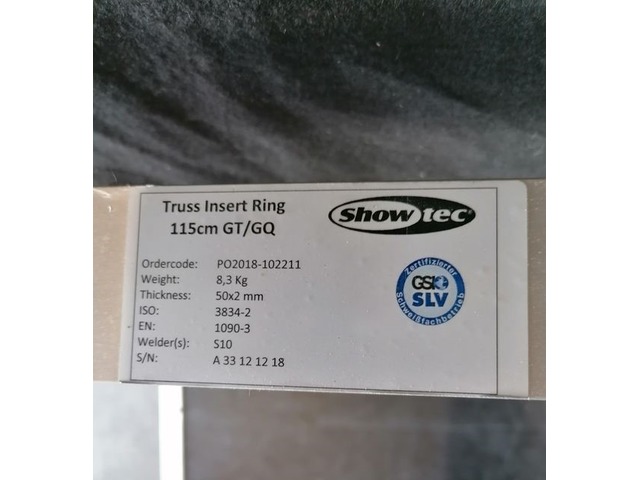 Truss Insert Ring
115cm GT/GQ
Showtec®
Ordercode: PO2018-102211
Weight: 8,3 Kg
Thickness: 50x2 mm
ISO: 3834-2
EN: 1090-3
Welder(s): S10
S/N: A 33 12 12 18
Zertifizierter
GSI
SLV
Schweißfachbetrieb